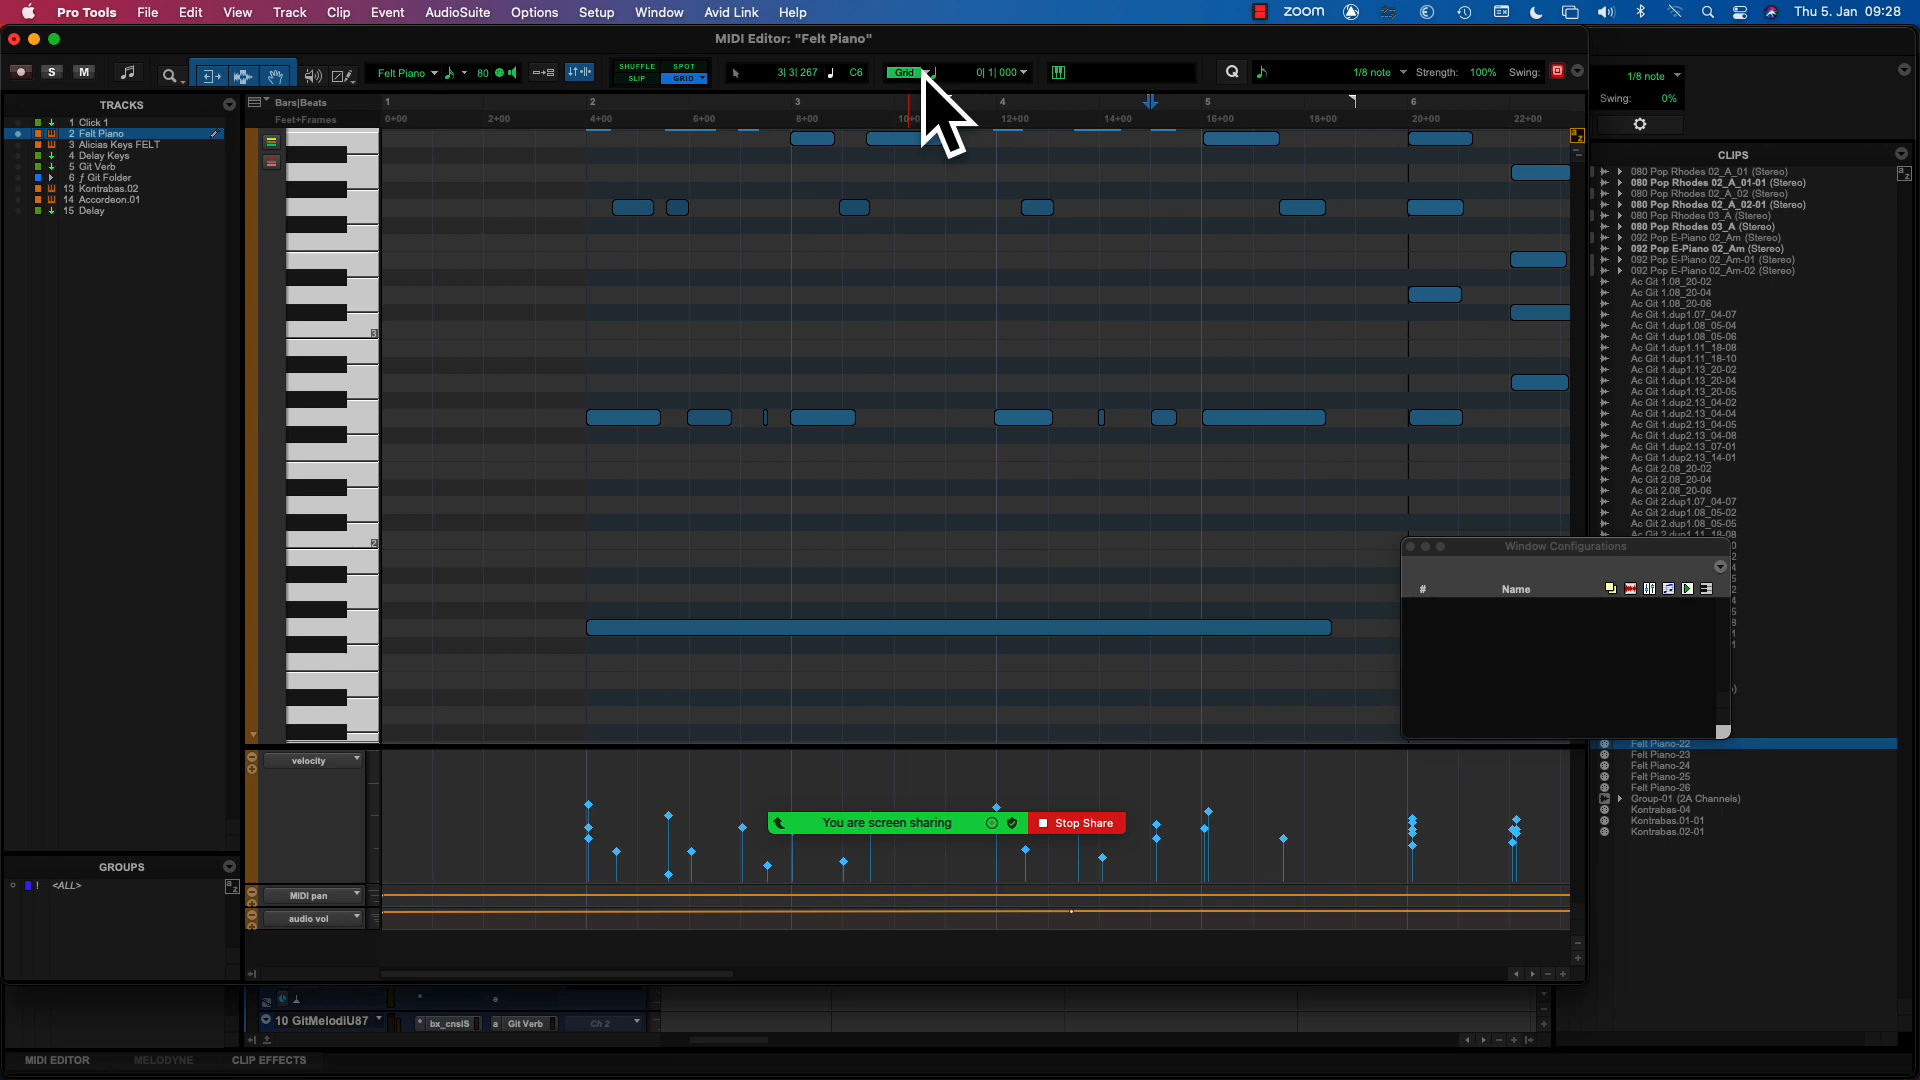 Pro Tools File Edit View Track Clip Event AudioSuite Options Setup Window Avid Link Help zoom Thu 5. Jan 09:28
MIDI Editor: "Felt Piano"
S M Felt Piano 80 SHUFFLE SPOT SLIP GRID 3| 3| 267 C6 Grid 0| 1| 000 Q 1/8 note Strength: 100% Swing:
1/8 note
Swing: 0%
TRACKS
1 Click 1
2 Felt Piano
3 Alicias Keys FELT
4 Delay Keys
5 Git Verb
6 Git Folder
13 Kontrabas.02
14 Accordeon.01
15 Delay
Bars|Beats 1 2 3 4 5 6
Feet+Frames 0+00 2+00 4+00 6+00 8+00 12+00 14+00 16+00 18+00 20+00 22+00
3
2
velocity
You are screen sharing Stop Share
MIDI pan
audio vol
GROUPS
! <ALL>
10 GitMelodiU87 bx_cnslS a Git Verb Ch 2
MIDI EDITOR MELODYNE CLIP EFFECTS
CLIPS
080 Pop Rhodes 02_A_01 (Stereo)
080 Pop Rhodes 02_A_01-01 (Stereo)
080 Pop Rhodes 02_A_02 (Stereo)
080 Pop Rhodes 02_A_02-01 (Stereo)
080 Pop Rhodes 03_A (Stereo)
080 Pop Rhodes 03_A (Stereo)
092 Pop E-Piano 02_Am (Stereo)
092 Pop E-Piano 02_Am (Stereo)
092 Pop E-Piano 02_Am-01 (Stereo)
092 Pop E-Piano 02_Am-02 (Stereo)
Ac Git 1.08_20-02
Ac Git 1.08_20-04
Ac Git 1.08_20-06
Ac Git 1.dup1.07_04-07
Ac Git 1.dup1.08_05-04
Ac Git 1.dup1.08_05-06
Ac Git 1.dup1.11_18-08
Ac Git 1.dup1.11_18-10
Ac Git 1.dup1.13_20-02
Ac Git 1.dup1.13_20-04
Ac Git 1.dup1.13_20-05
Ac Git 1.dup2.13_04-02
Ac Git 1.dup2.13_04-04
Ac Git 1.dup2.13_04-05
Ac Git 1.dup2.13_04-08
Ac Git 1.dup2.13_07-01
Ac Git 1.dup2.13_14-01
Ac Git 2.08_20-02
Ac Git 2.08_20-04
Ac Git 2.08_20-06
Ac Git 2.dup1.07_04-07
Ac Git 2.dup1.08_05-02
Ac Git 2.dup1.08_05-05
Ac Git 2.dup1.11_18-08
Window Configurations
# Name
Felt Piano-22
Felt Piano-23
Felt Piano-24
Felt Piano-25
Felt Piano-26
Group-01 (2A Channels)
Kontrabas-04
Kontrabas.01-01
Kontrabas.02-01